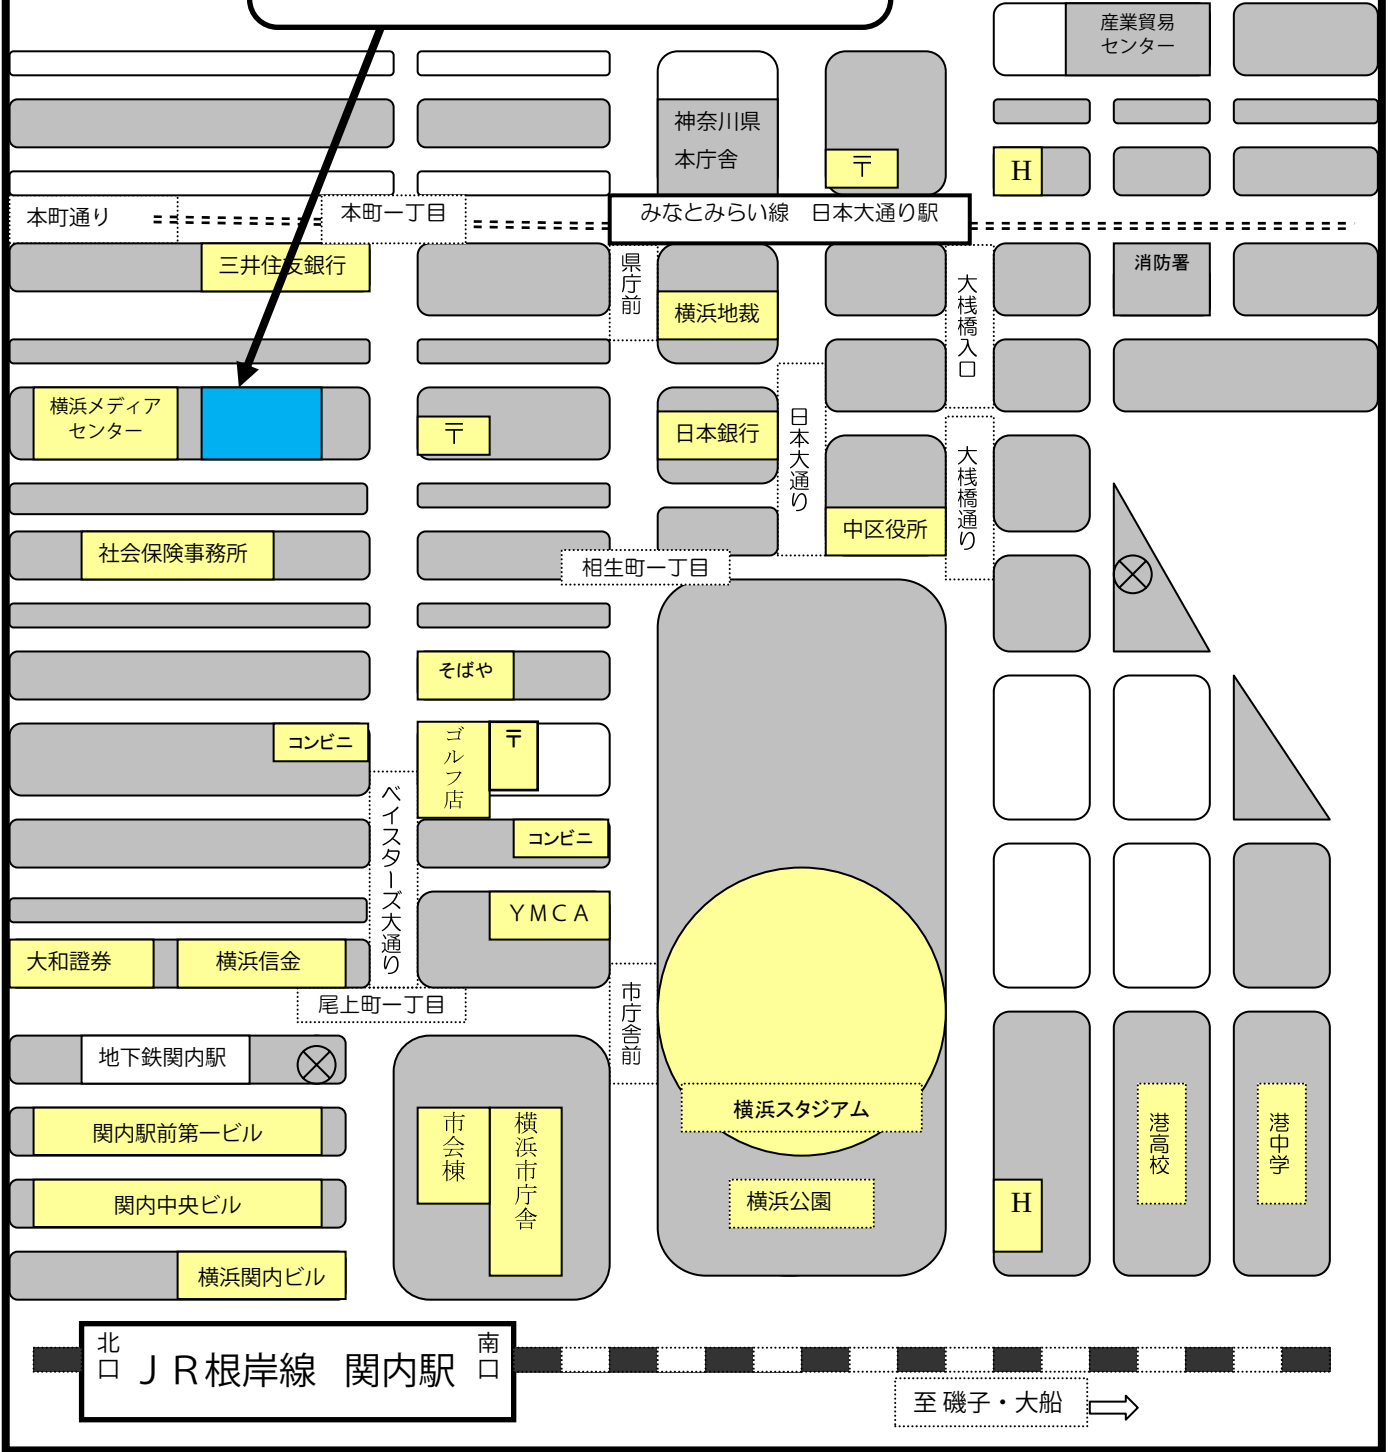 産業貿易
センター
神奈川県
本庁舎
〒
H
本町通り
本町一丁目
みなとみらい線　日本大通り駅
三井住友銀行
県庁前
横浜地裁
大桟橋入口
消防署
横浜メディア
センター
〒
日本銀行
日本大通り
大桟橋通り
中区役所
社会保険事務所
相生町一丁目
そばや
コンビニ
ゴルフ店
〒
ベイスターズ大通り
コンビニ
ＹＭＣＡ
大和證券
横浜信金
尾上町一丁目
市庁舎前
地下鉄関内駅
横浜スタジアム
関内駅前第一ビル
市会棟
横浜市庁舎
港高校
港中学
関内中央ビル
横浜公園
H
横浜関内ビル
北口
ＪＲ根岸線　関内駅
南口
至 磯子・大船